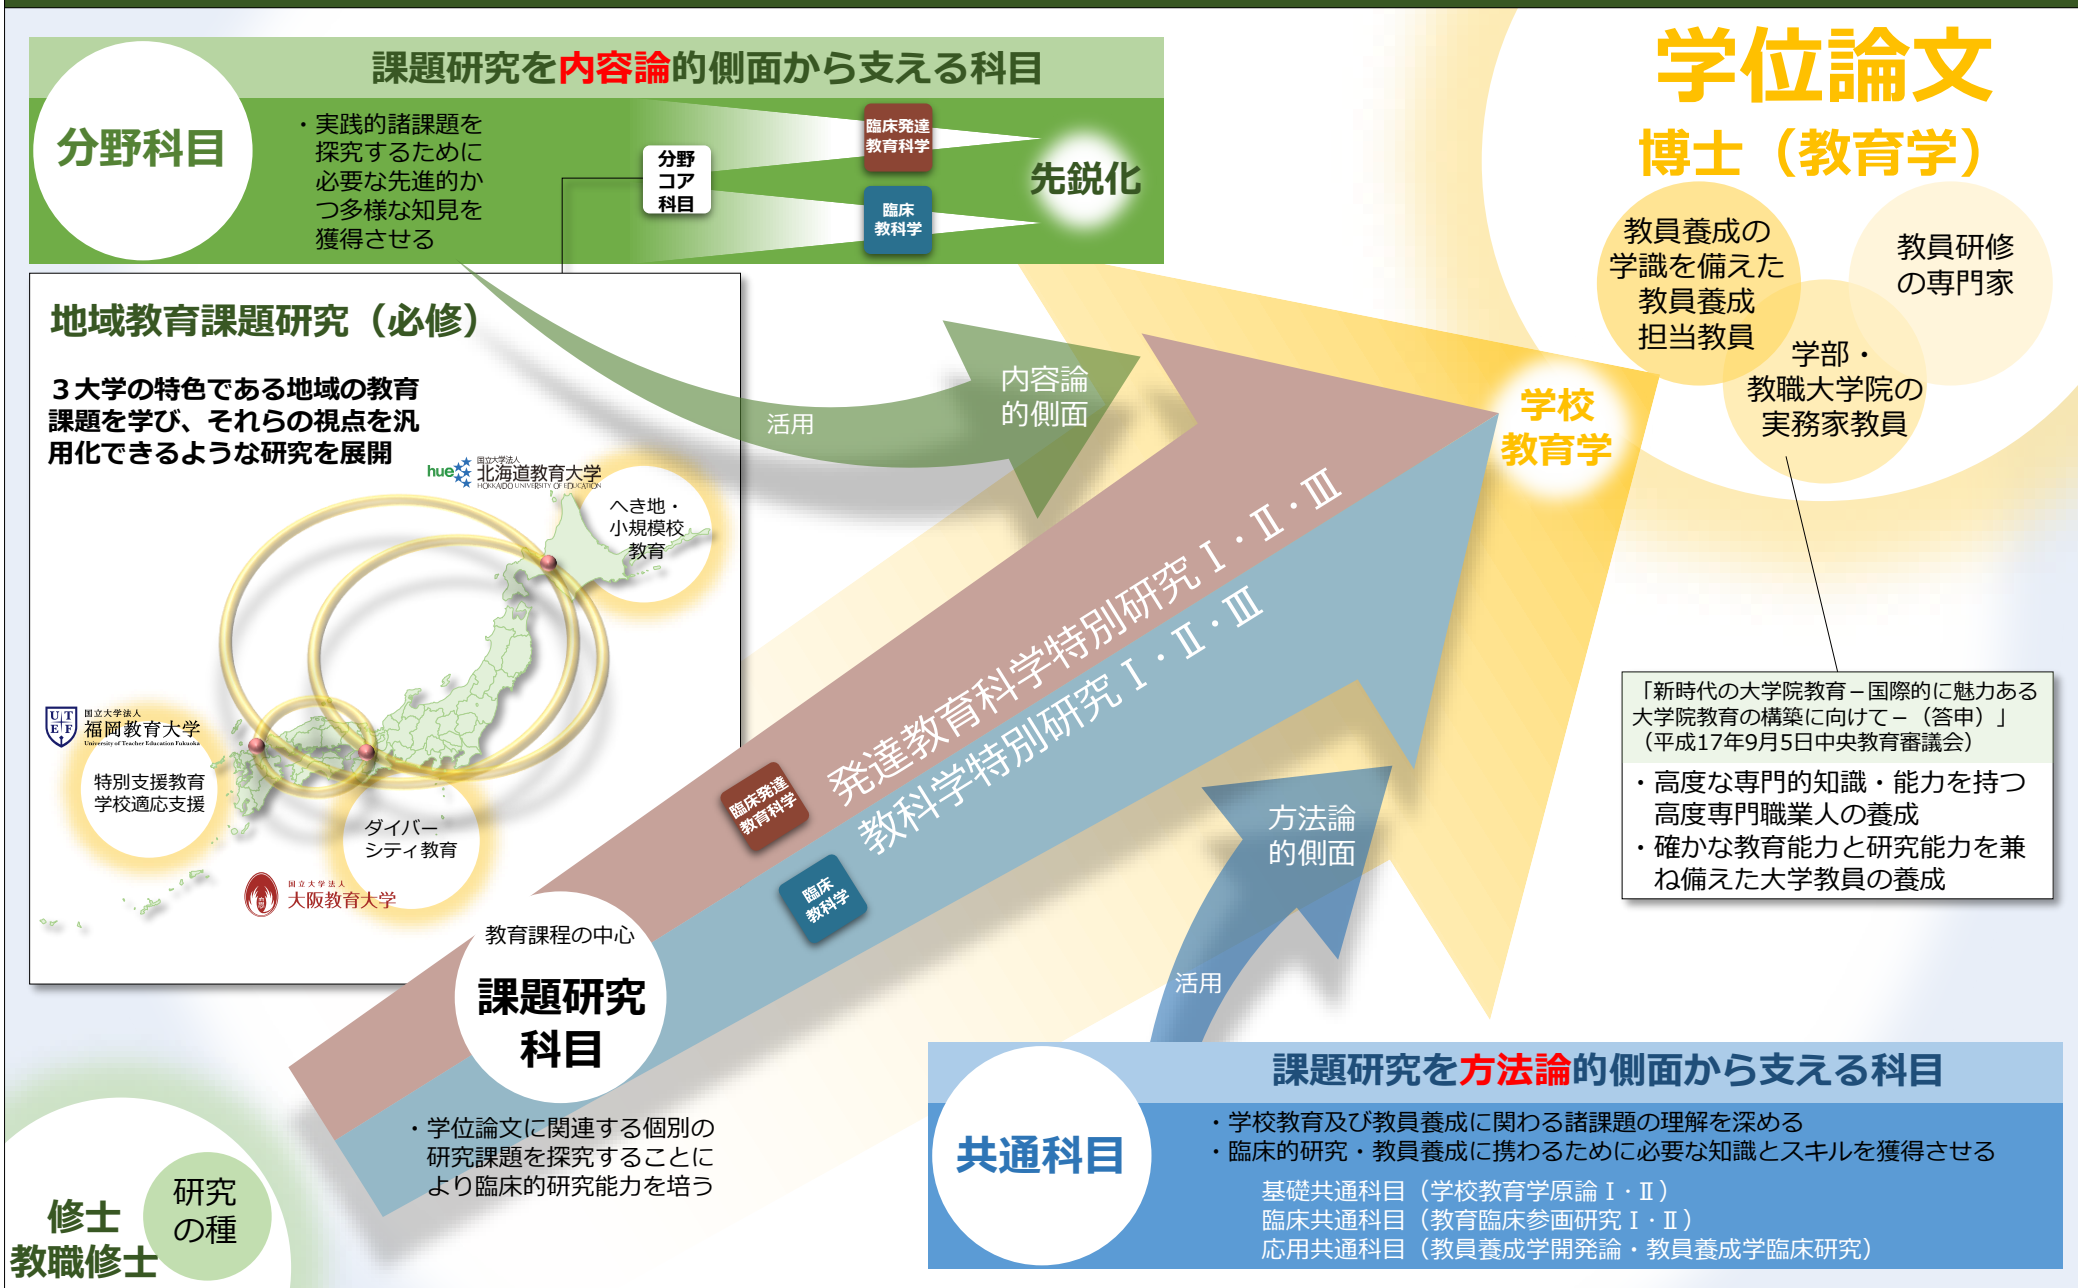 課題研究を内容論的側面から支える科目
分野科目
・実践的諸課題を
探究するために
必要な先進的か
つ多様な知見を
獲得させる
分野
コア
科目
臨床発達
教育科学
臨床
教科学
先鋭化
学位論文
博士（教育学）
教員養成の
学識を備えた
教員養成
担当教員
教員研修
の専門家
学部・
教職大学院の
実務家教員
地域教育課題研究（必修）
３大学の特色である地域の教育
課題を学び、それらの視点を汎
用化できるような研究を展開
hue
国立大学法人
北海道教育大学
HOKKAIDO UNIVERSITY OF EDUCATION
へき地・
小規模校
教育
UTEF
国立大学法人
福岡教育大学
University of Teacher Education Fukuoka
特別支援教育
学校適応支援
ダイバー
シティ教育
国立大学法人
大阪教育大学
活用
内容論
的側面
学校
教育学
発達教育科学特別研究Ⅰ・Ⅱ・Ⅲ
教科学特別研究Ⅰ・Ⅱ・Ⅲ
臨床発達
教育科学
臨床
教科学
方法論
的側面
活用
「新時代の大学院教育－国際的に魅力ある
大学院教育の構築に向けて－（答申）」
（平成17年9月5日中央教育審議会）
・高度な専門的知識・能力を持つ
高度専門職業人の養成
・確かな教育能力と研究能力を兼
ね備えた大学教員の養成
教育課程の中心
課題研究
科目
・学位論文に関連する個別の
研究課題を探究することに
より臨床的研究能力を培う
修士
教職修士
研究
の種
課題研究を方法論的側面から支える科目
共通科目
・学校教育及び教員養成に関わる諸課題の理解を深める
・臨床的研究・教員養成に携わるために必要な知識とスキルを獲得させる
基礎共通科目（学校教育学原論Ⅰ・Ⅱ）
臨床共通科目（教育臨床参画研究Ⅰ・Ⅱ）
応用共通科目（教員養成学開発論・教員養成学臨床研究）